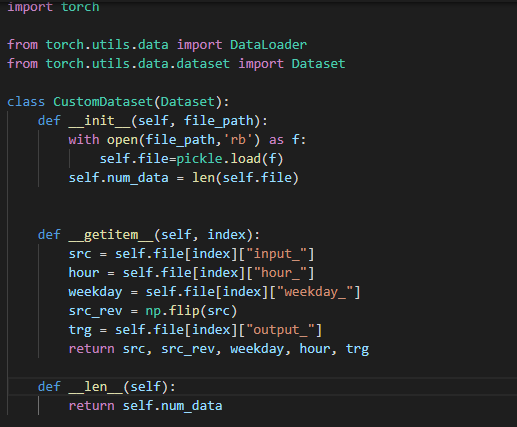 import torch
from torch.utils.data import DataLoader
from torch.utils.data.dataset import Dataset
class CustomDataset(Dataset):
    def __init__(self, file_path):
        with open(file_path,'rb') as f:
            self.file=pickle.load(f)
        self.num_data = len(self.file)
    def __getitem__(self, index):
        src = self.file[index]["input_"]
        hour = self.file[index]["hour_"]
        weekday = self.file[index]["weekday_"]
        src_rev = np.flip(src)
        trg = self.file[index]["output_"]
        return src, src_rev, weekday, hour, trg
    def __len__(self):
        return self.num_data